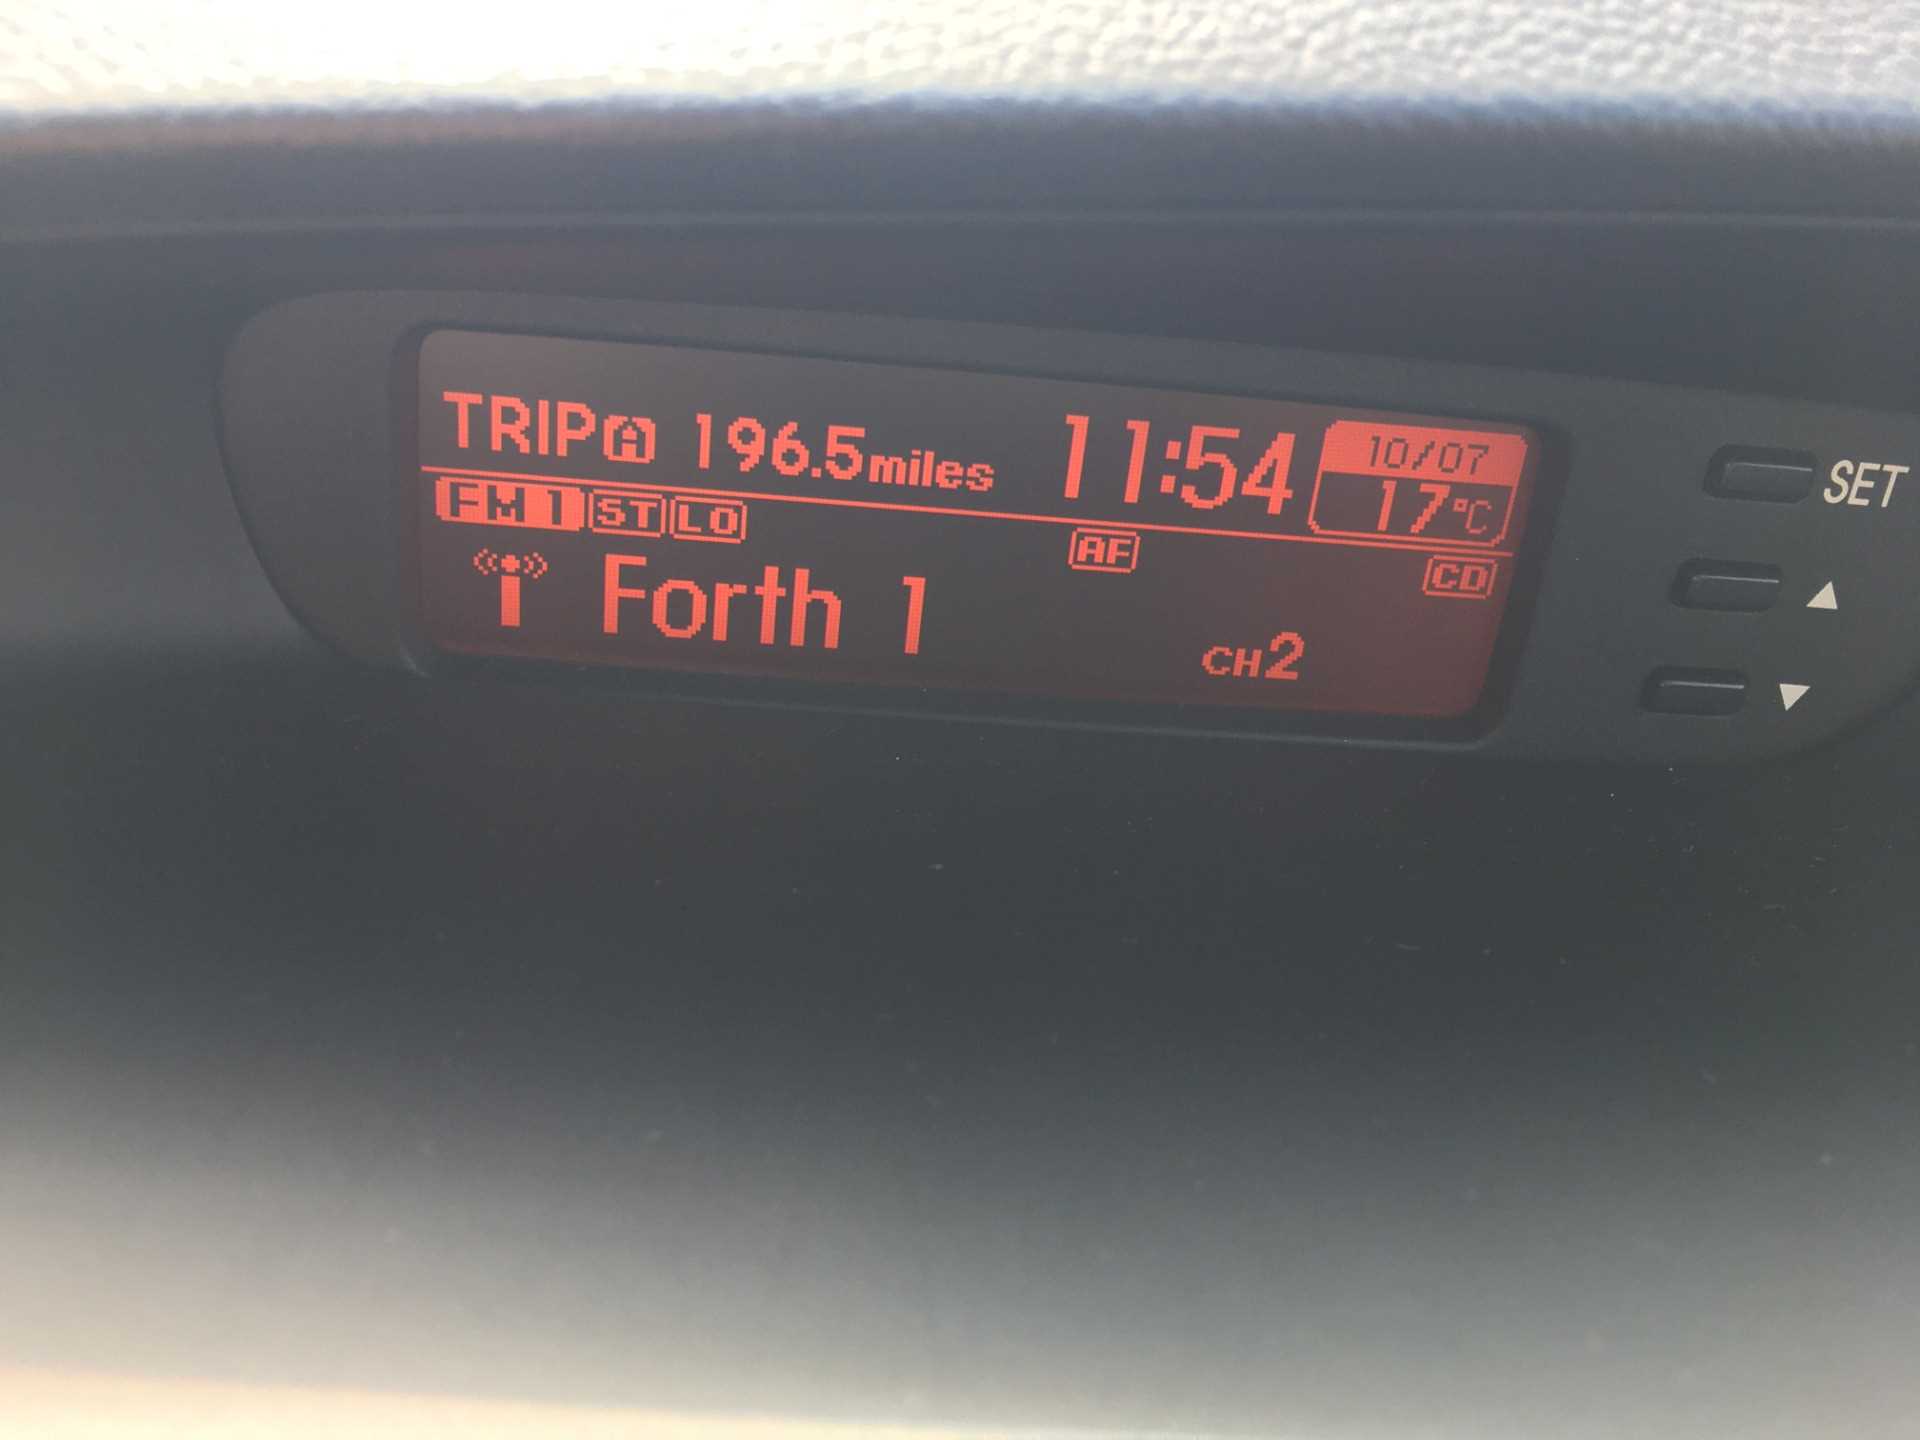 TRIP A 196.5miles 11:54 10/07
17°C
FM 1 ST LO AF CD
Forth 1 CH2
SET